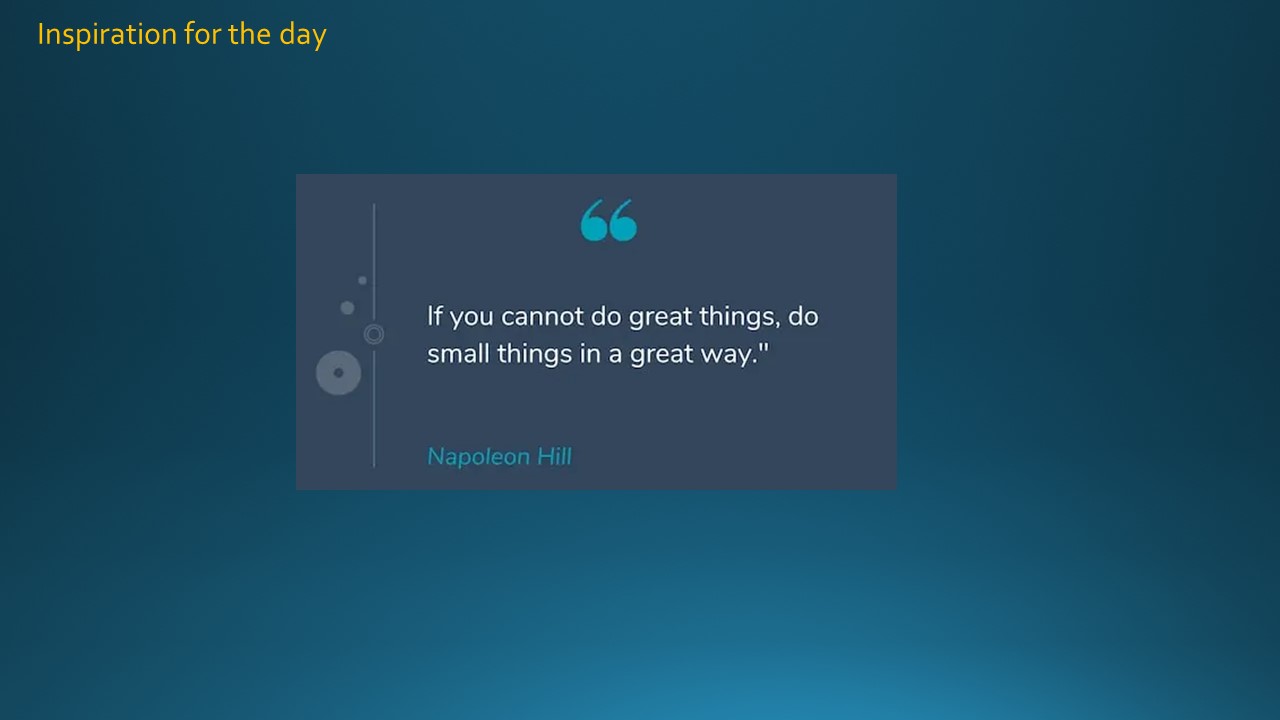 Inspiration for the day
“
If you cannot do great things, do
small things in a great way."
Napoleon Hill